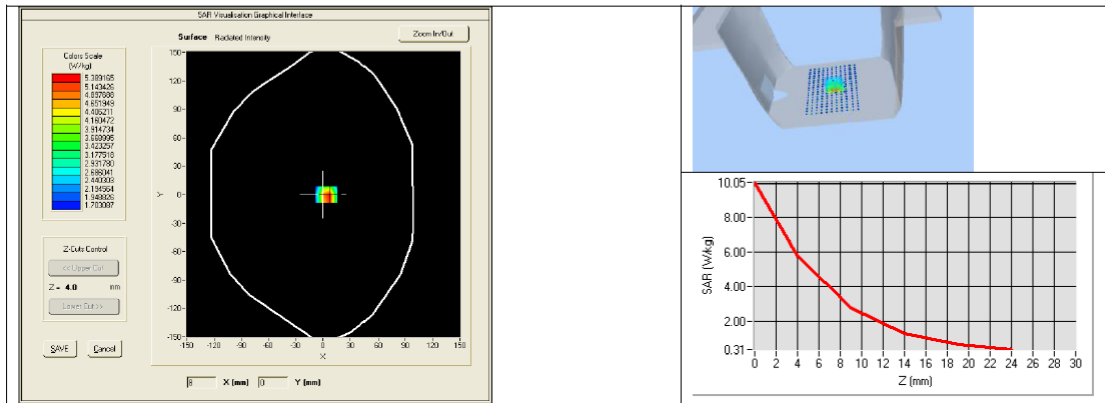 SAR Visualisation Graphical Interface
Surface Radiated Intensity
Zoom In/Out
Colors Scale
(W/kg)
5.389165
5.143426
4.897688
4.651949
4.406211
4.160472
3.914734
3.668995
3.423257
3.177518
2.931780
2.686041
2.440303
2.194564
1.948826
1.703087
Z-Cuts Control
<< Upper Cut
Z = 4.0 mm
Lower Cut >>
SAVE Cancel
150-
120-
90-
60-
30-
Y 0-
-30-
-60-
-90-
-120-
-150-
-150 -120 -90 -60 -30 0 30 60 90 120 150
X
8 X (mm) 0 Y (mm)
10.05
8.00
6.00
4.00
2.00
0.31
SAR (W/kg)
0 2 4 6 8 10 12 14 16 18 20 22 24 26 28 30
Z (mm)